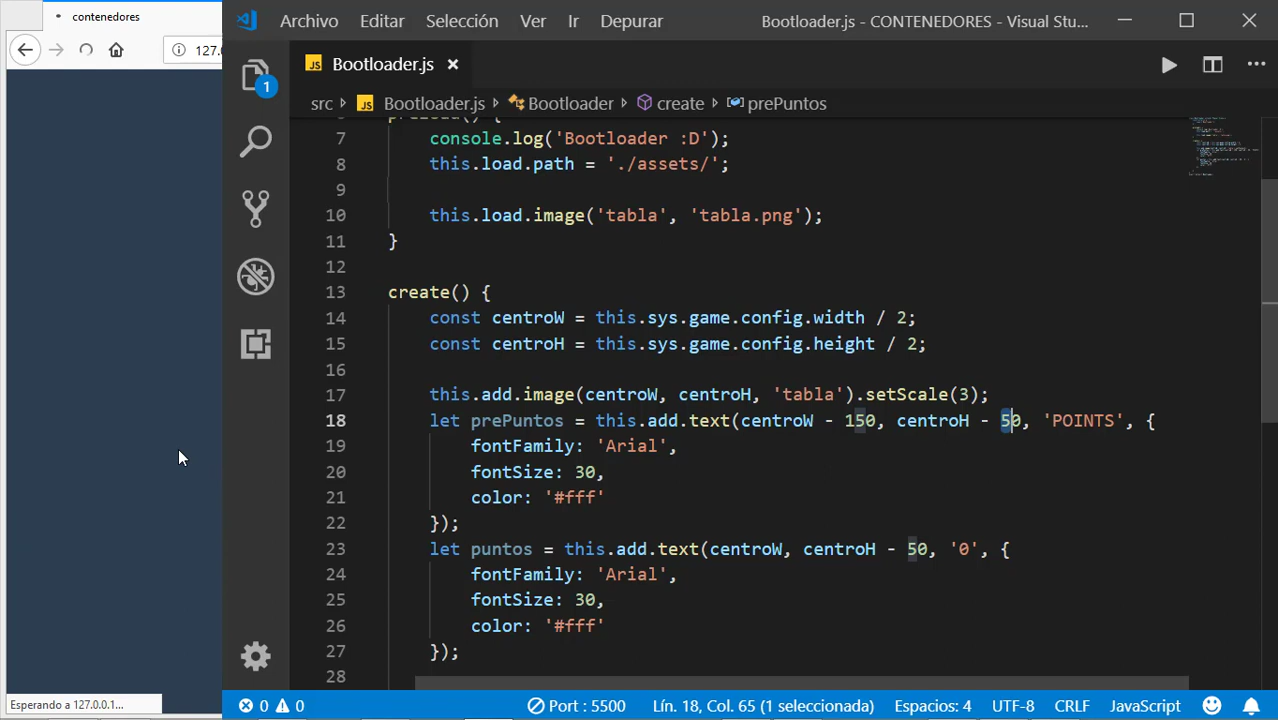 contenedores
127.0
Esperando a 127.0.0.1...
Archivo Editar Selección Ver Ir Depurar Bootloader.js - CONTENEDORES - Visual Stu...
JS Bootloader.js
1
src JS Bootloader.js Bootloader create prePuntos
7 console.log('Bootloader :D');
8 this.load.path = './assets/';
9
10 this.load.image('tabla', 'tabla.png');
11 }
12
13 create() {
14 const centroW = this.sys.game.config.width / 2;
15 const centroH = this.sys.game.config.height / 2;
16
17 this.add.image(centroW, centroH, 'tabla').setScale(3);
18 let prePuntos = this.add.text(centroW - 150, centroH - 50, 'POINTS', {
19 fontFamily: 'Arial',
20 fontSize: 30,
21 color: '#fff'
22 });
23 let puntos = this.add.text(centroW, centroH - 50, '0', {
24 fontFamily: 'Arial',
25 fontSize: 30,
26 color: '#fff'
27 });
28
0 0 Port : 5500 Lín. 18, Col. 65 (1 seleccionada) Espacios: 4 UTF-8 CRLF JavaScript